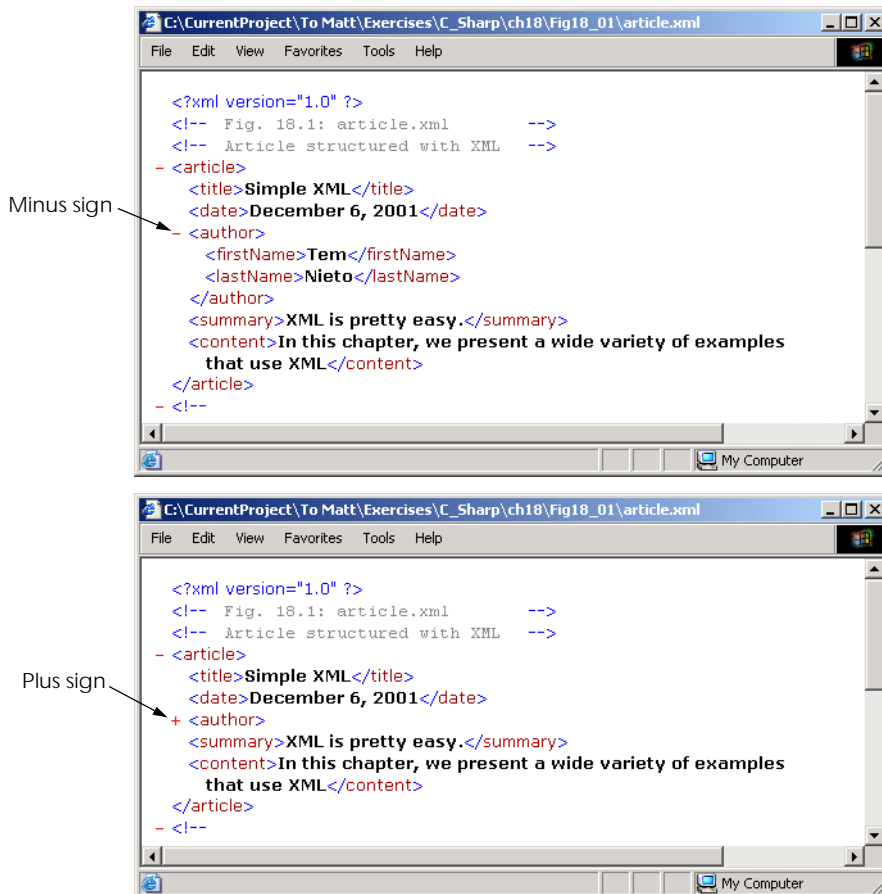 C:\CurrentProject\To Matt\Exercises\C_Sharp\ch18\Fig18_01\article.xml
File Edit View Favorites Tools Help
<?xml version="1.0" ?>
<!-- Fig. 18.1: article.xml -->
<!-- Article structured with XML -->
- <article>
<title>Simple XML</title>
<date>December 6, 2001</date>
Minus sign
- <author>
<firstName>Tem</firstName>
<lastName>Nieto</lastName>
</author>
<summary>XML is pretty easy.</summary>
<content>In this chapter, we present a wide variety of examples
that use XML</content>
</article>
- <!--
My Computer
C:\CurrentProject\To Matt\Exercises\C_Sharp\ch18\Fig18_01\article.xml
File Edit View Favorites Tools Help
<?xml version="1.0" ?>
<!-- Fig. 18.1: article.xml -->
<!-- Article structured with XML -->
- <article>
<title>Simple XML</title>
<date>December 6, 2001</date>
Plus sign
+ <author>
<summary>XML is pretty easy.</summary>
<content>In this chapter, we present a wide variety of examples
that use XML</content>
</article>
- <!--
My Computer